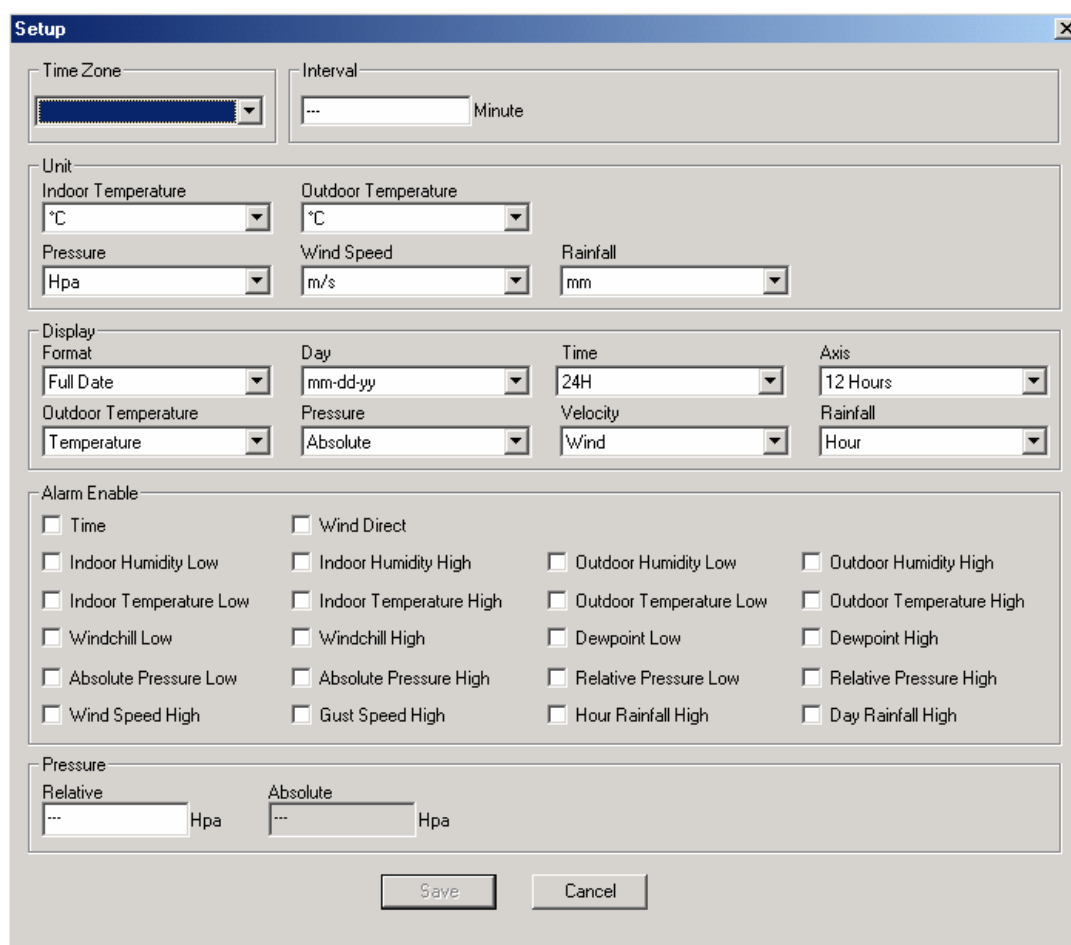 Setup
Time Zone Interval
--- Minute
Unit
Indoor Temperature Outdoor Temperature
°C °C
Pressure Wind Speed Rainfall
Hpa m/s mm
Display
Format Day Time Axis
Full Date mm-dd-yy 24H 12 Hours
Outdoor Temperature Pressure Velocity Rainfall
Temperature Absolute Wind Hour
Alarm Enable
Time Wind Direct
Indoor Humidity Low Indoor Humidity High Outdoor Humidity Low Outdoor Humidity High
Indoor Temperature Low Indoor Temperature High Outdoor Temperature Low Outdoor Temperature High
Windchill Low Windchill High Dewpoint Low Dewpoint High
Absolute Pressure Low Absolute Pressure High Relative Pressure Low Relative Pressure High
Wind Speed High Gust Speed High Hour Rainfall High Day Rainfall High
Pressure
Relative Absolute
--- Hpa --- Hpa
Save Cancel